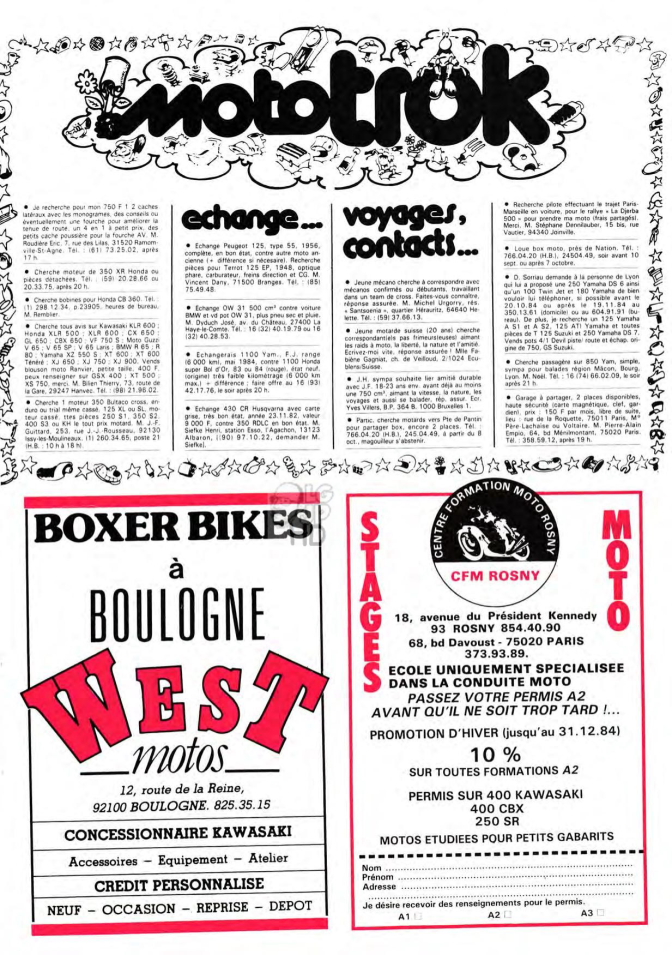 mototrok
• Je recherche pour mon 750 F 1 2 caches
latéraux avec les monogrames, des conseils ou
éventuellement une fourche pour améliorer la
tenue de route, un 4 en 1 à petit prix, des
petits caché poussière pour la fourche AV. M.
Roudière Eric, 7, rue des Lilas, 31520 Ramom-
ville-St-Agne. Tél. : (61) 73.25.02, après
17 h.
• Cherche moteur de 350 XR Honda ou
pièces détachées. Tél. : (59) 20.28.66 ou
20.33.75, après 20 h.
• Cherche bobines pour Honda CB 360. Tél. :
(1) 298.12.34, p.23905, heures de bureau.
M. Remblier.
• Cherche tous avis sur Kawasaki KLR 600 ;
Honda XLR 500 ; XLR 600 ; CX 650 ;
GL 650 ; CBX 650 ; VF 750 S ; Moto Guzzi
V 65 ; V 65 SP ; V 65 Lario ; BMW R 65 ; R
80 ; Yamaha XZ 550 S ; XT 600 ; XT 600
Ténéré ; XJ 650 ; XJ 750 ; XJ 900. Vends
blouson moto Ranvier, petite taille, 400 F.
Peux renseigner sur GSX 400 ; XT 500 ;
XS 750, merci. M. Bilien Thierry, 73, route de
la Gare, 29247 Hanvec. Tél. : (98) 21.96.02.
• Cherche 1 moteur 350 Bultaco cross, en-
duro ou trial même cassé, 125 XL ou SL, mo-
teur cassé, titré pièces 250 S1, 350 S2,
400 S3 ou KH le tout prix motard. M. J.-F.
Guittard, 253, rue J.-J.-Rousseau, 92130
Issy-les-Moulineaux. (1) 260.34.65, poste 21
(H.B. : 10 h à 18 h).
echange...
• Echange Peugeot 125, type 55, 1956,
complète, en bon état, contre autre moto an-
cienne (+ différence si nécessaire). Recherche
pièces pour Terrot 125 EP, 1948, optique
phare, carburateur, freins direction et CG. M.
Vincent Dany, 71500 Branges. Tél. : (85)
75.49.48.
• Echange OW 31 500 cm³ contre voiture
BMW et vd pot OW 31, plus pneu sec et pluie.
M. Dyduch José, av. du Château, 27400 La
Haye-le-Comte. Tél. : 16 (32) 40.19.79 ou 16
(32) 40.28.53.
• Echangerais 1100 Yam., F.J. range
(6 000 km), mai 1984, contre 1100 Honda
super Bol d'Or, 83 ou 84 (rouge), état neuf,
(origine) très faible kilométrage (6 000 km
max.) + différence : faire offre au 16 (93)
42.17.76, le soir après 20 h.
• Echange 430 CR Husqvarna avec carte
grise, très bon état, année 23.11.82, valeur
9 000 F, contre 350 RDLC en bon état. M.
Siefke Henri, station Esso, l'Agachon, 13123
Albaron, ((90) 97.10.22, demander M.
Siefke).
voyages,
contacts...
• Jeune mécano cherche à correspondre avec
mécanos confirmés ou débutants, travaillant
dans un team de cross. Faites-vous connaître,
réponse assurée. M. Michel Urgorry, rés.
« Santsoenia », quartier Hérauritz, 64640 He-
lette. Tél. : (59) 37.66.13.
• Jeune motarde suisse (20 ans) cherche
correspondant(e)s pas frimeurs(euses) aimant
les raids à moto, la liberté, la nature et l'amitié.
Ecrivez-moi vite, réponse assurée ! Mlle Fa-
bienne Gagniat, ch. de Veilloud, 21024 Ecu-
blens/Suisse.
• J.H. sympa souhaite lier amitié durable
avec J.F. 18-23 ans env. ayant déjà au moins
une 750 cm³, aimant la vitesse, la nature, les
voyages et aussi se balader, rép. assur. Ecr.
Yves Villers, B.P. 364 B, 1000 Bruxelles 1.
• Partic. cherche motards vers Pte de Pantin
pour partager box, encore 2 places. Tél. :
766.04.20 (H.B.), 245.04.49, à partir du 8
oct., magouilleur s'abstenir.
• Recherche pilote effectuant le trajet Paris-
Marseille en voiture, pour le rallye « La Djerba
500 » pour prendre ma moto (frais partagés).
Merci. M. Stéphane Dennilauber, 15 bis, rue
Vautier, 94340 Joinville.
• Loue box moto, près de Nation. Tél. :
766.04.20 (H.B.), 24504.49, soir avant 10
sept. ou après 7 octobre.
• D. Sorriau demande à la personne de Lyon
qui lui a proposé une 250 Yamaha DS 6 ainsi
qu'un 100 Twin Jet et 180 Yamaha de bien
vouloir lui téléphoner, si possible avant le
20.10.84 ou après le 19.11.84 au
350.13.61 (domicile) ou au 604.91.91 (bu-
reau). De plus, je recherche un 125 Yamaha
A S1 et A S2, 125 AT1 Yamaha et toutes
pièces de T 125 Suzuki et 250 Yamaha DS 7.
Vends pots 4/1 Devil piste/ route et échap. ori-
gine de 750. GS Suzuki.
• Cherche passagère sur 850 Yam, simple,
sympa pour balades région Mâcon, Bourg,
Lyon. M. Noël. Tél. : 16 (74) 66.02.09, le soir
après 21 h.
• Garage à partager, 2 places disponibles,
haute sécurité (carte magnétique, clef, gar-
dien), prix : 150 F par mois, libre de suite,
lieu : rue de la Roquette, 75011 Paris, M°
Père-Lachaise ou Voltaire. M. Pierre-Alain
Empio, 64, bd Ménilmontant, 75020 Paris.
Tél. : 358.59.12, après 19 h.
BOXER BIKES
à
BOULOGNE
WEST
motos
12, route de la Reine,
92100 BOULOGNE. 825.35.15
CONCESSIONNAIRE KAWASAKI
Accessoires – Equipement – Atelier
CREDIT PERSONNALISE
NEUF – OCCASION – REPRISE – DEPOT
STAGES
MOTO
CENTRE FORMATION MOTO ROSNY
CFM ROSNY
18, avenue du Président Kennedy
93 ROSNY 854.40.90
68, bd Davoust - 75020 PARIS
373.93.89.
ECOLE UNIQUEMENT SPECIALISEE
DANS LA CONDUITE MOTO
PASSEZ VOTRE PERMIS A2
AVANT QU'IL NE SOIT TROP TARD !...
PROMOTION D'HIVER (jusqu'au 31.12.84)
10 %
SUR TOUTES FORMATIONS A2
PERMIS SUR 400 KAWASAKI
400 CBX
250 SR
MOTOS ETUDIEES POUR PETITS GABARITS
Nom
Prénom
Adresse
Je désire recevoir des renseignements pour le permis.
A1 A2 A3